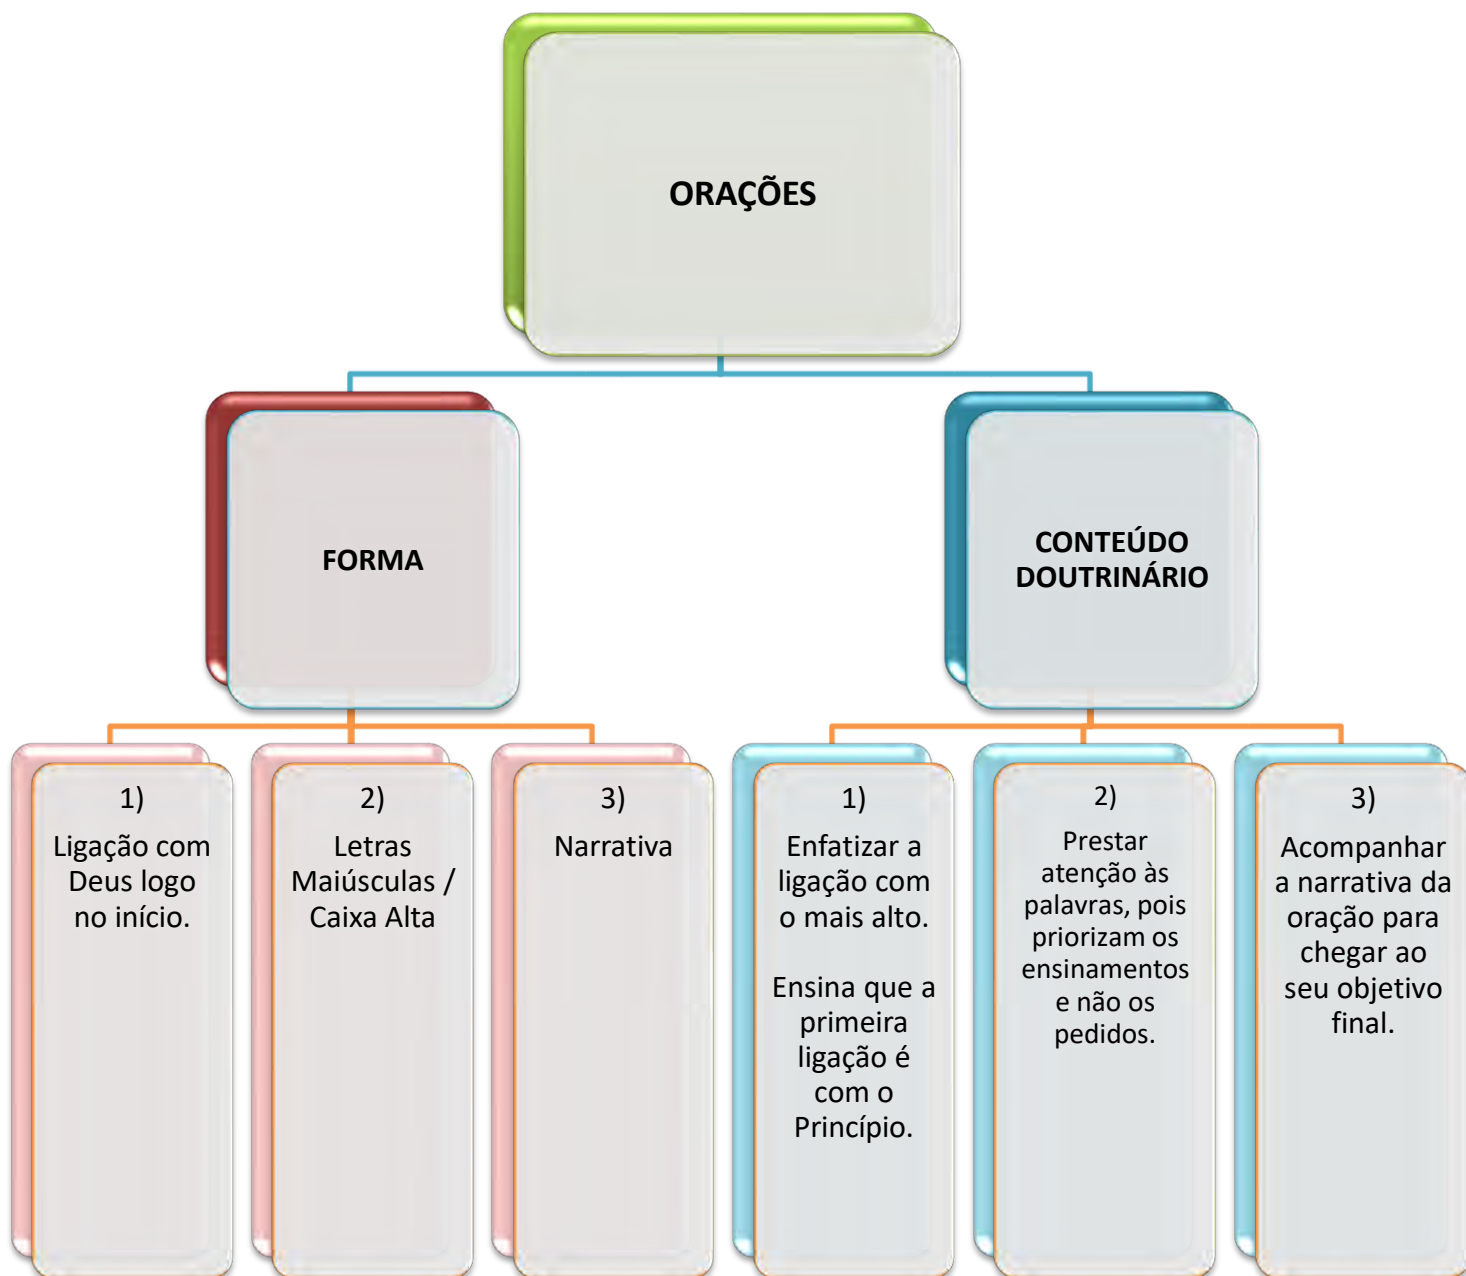 ORAÇÕES
FORMA
CONTEÚDO
DOUTRINÁRIO
1)
Ligação com
Deus logo
no início.
2)
Letras
Maiúsculas /
Caixa Alta
3)
Narrativa
1)
Enfatizar a
ligação com
o mais alto.
Ensina que a
primeira
ligação é
com o
Princípio.
2)
Prestar
atenção às
palavras, pois
priorizam os
ensinamentos
e não os
pedidos.
3)
Acompanhar
a narrativa da
oração para
chegar ao
seu objetivo
final.